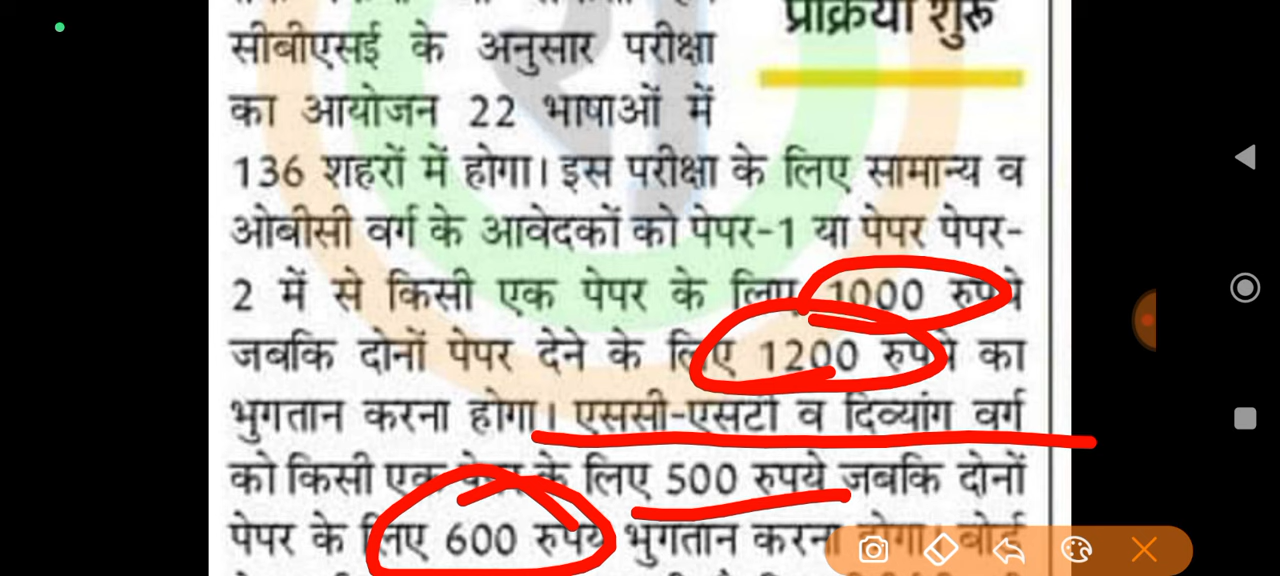 प्रक्रिया शुरू
सीबीएसई के अनुसार परीक्षा
का आयोजन 22 भाषाओं में
136 शहरों में होगा। इस परीक्षा के लिए सामान्य व
ओबीसी वर्ग के आवेदकों को पेपर-1 या पेपर पेपर-
2 में से किसी एक पेपर के लिए 1000 रुपये
जबकि दोनों पेपर देने के लिए 1200 रुपये का
भुगतान करना होगा। एससी-एसटी व दिव्यांग वर्ग
को किसी एक पेपर के लिए 500 रुपये जबकि दोनों
पेपर के लिए 600 रुपये भुगतान करना होगा। बोर्ड